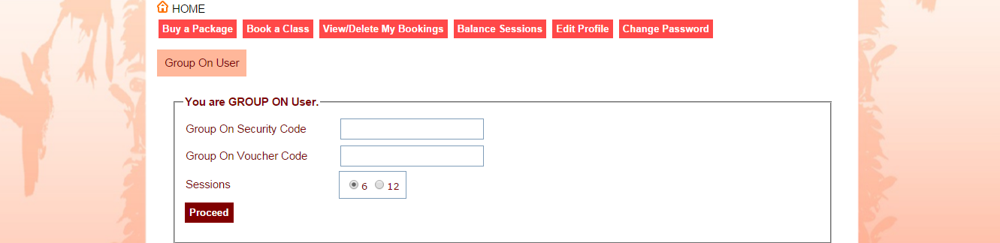 HOME
Buy a Package Book a Class View/Delete My Bookings Balance Sessions Edit Profile Change Password
Group On User
You are GROUP ON User.
Group On Security Code
Group On Voucher Code
Sessions 6 12
Proceed